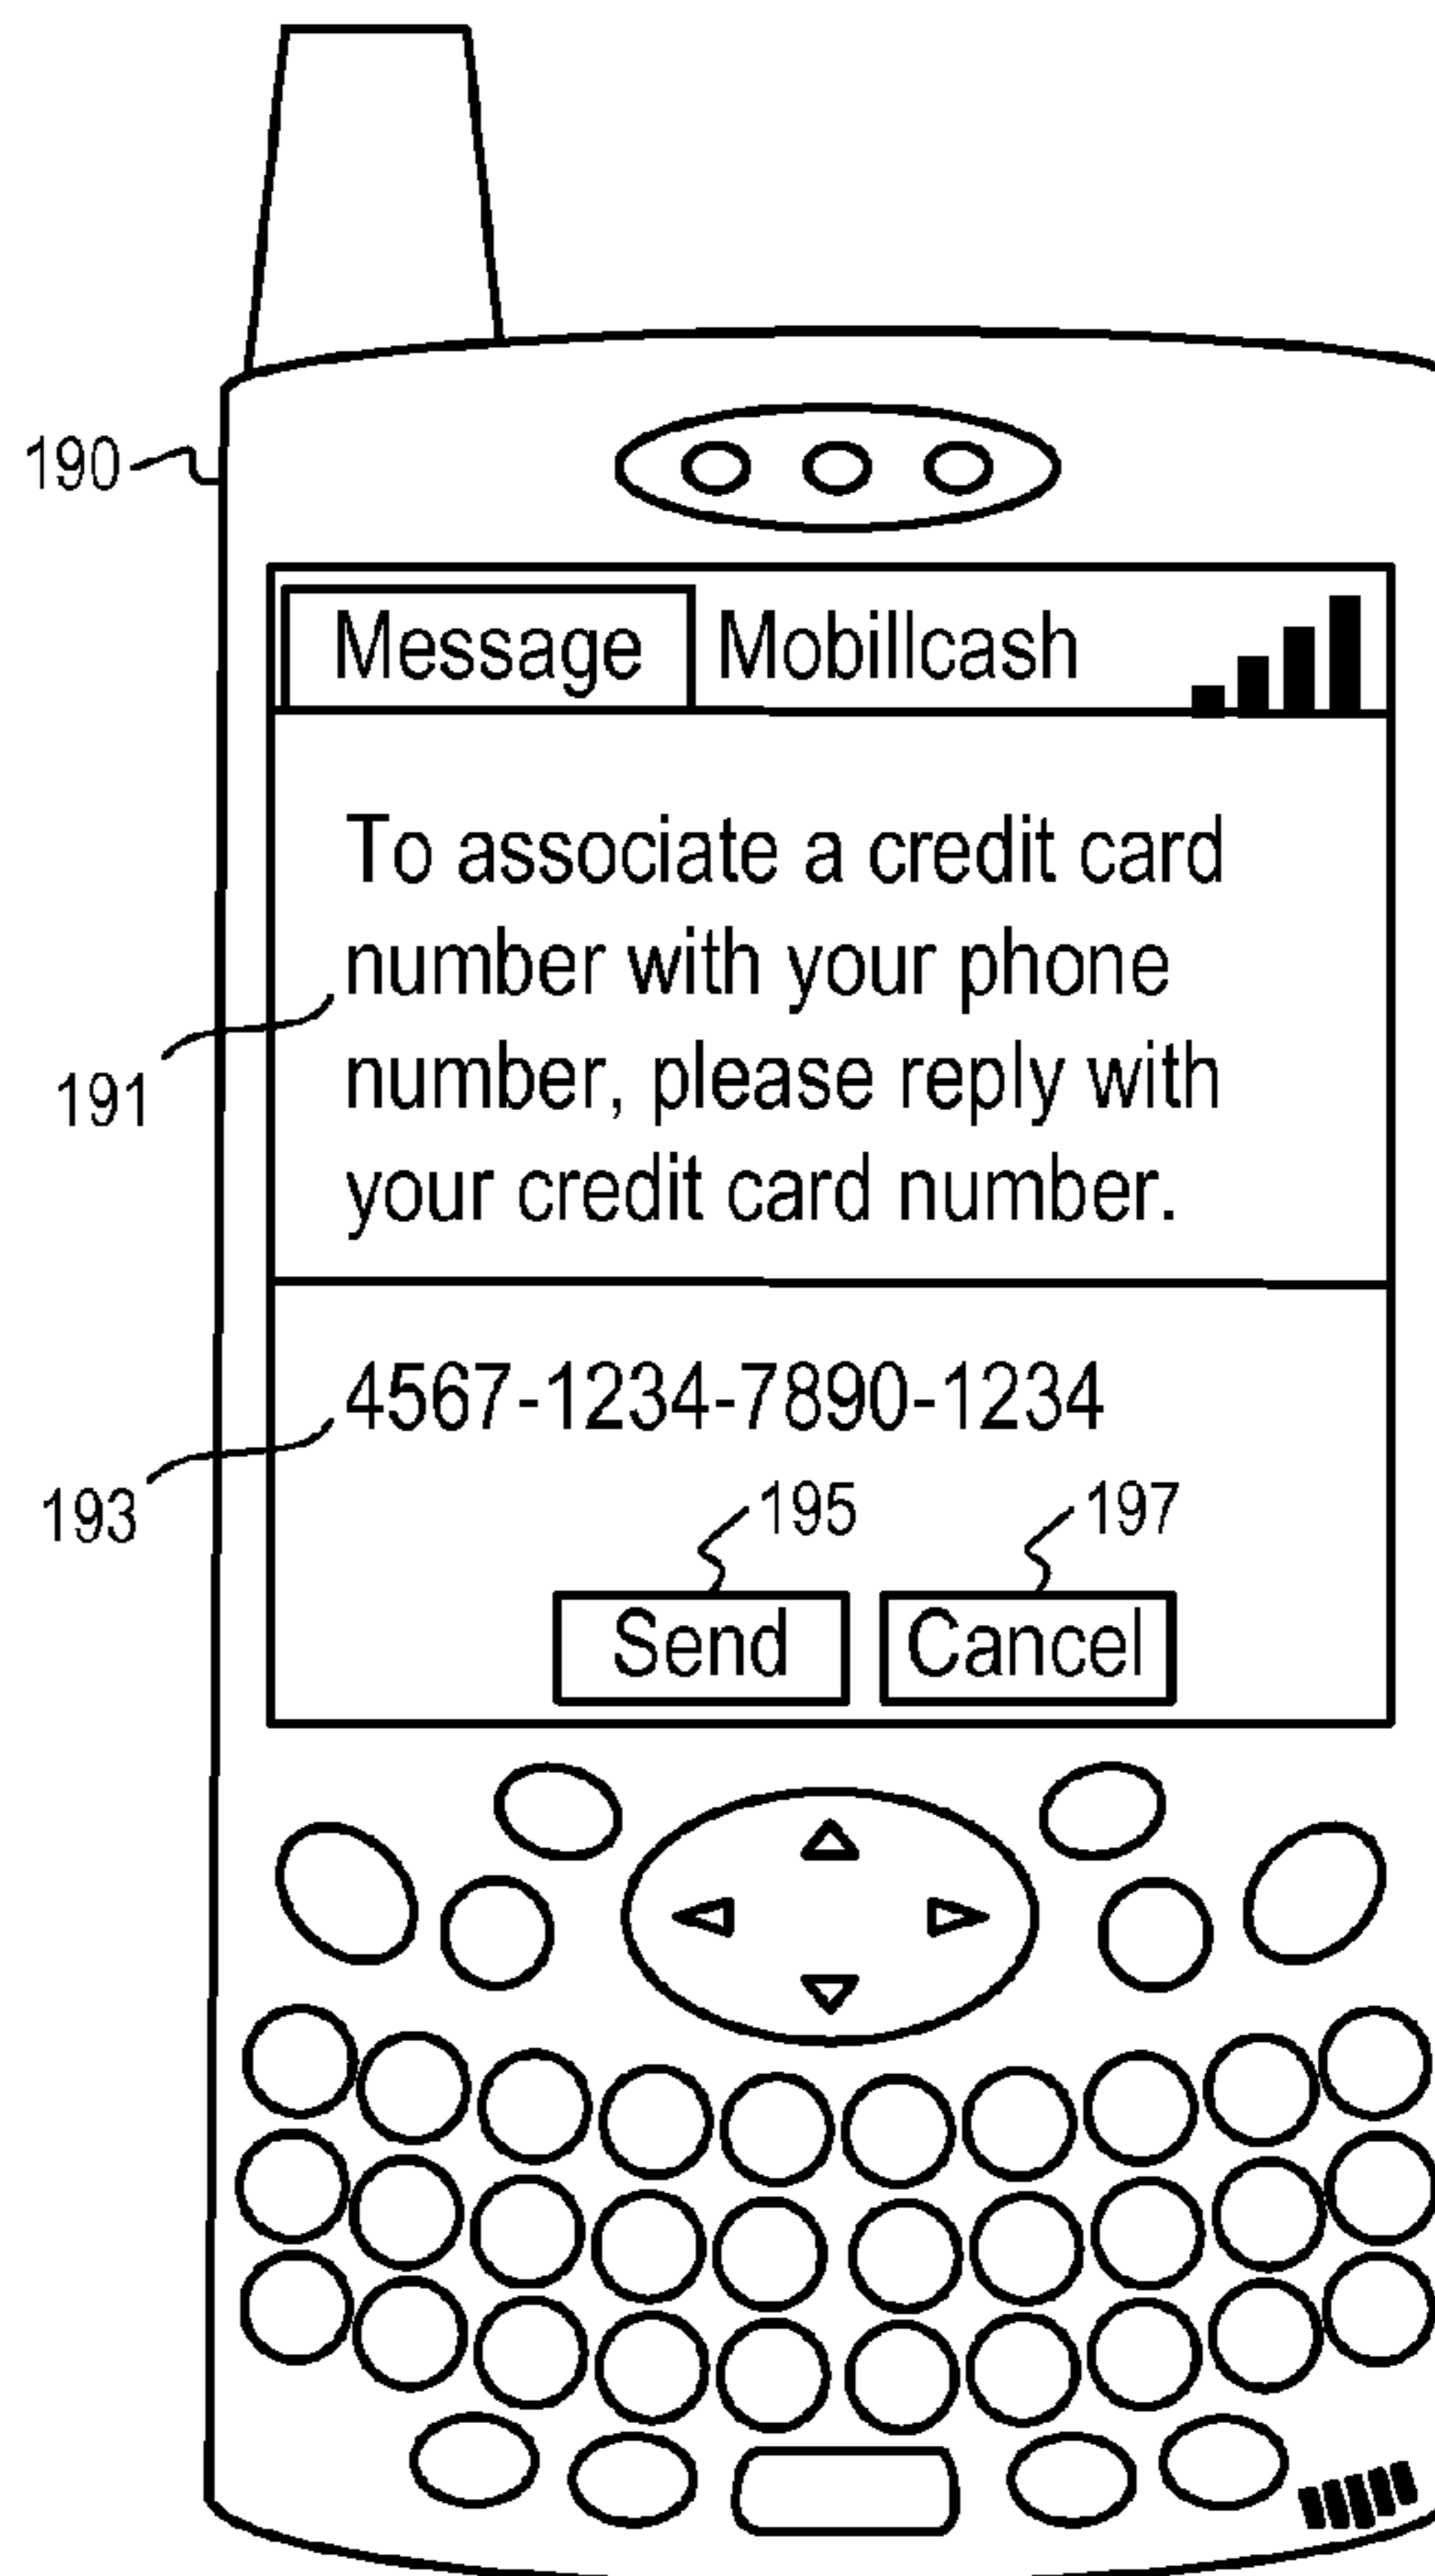 190
Message Mobillcash
To associate a credit card
number with your phone
191
number, please reply with
your credit card number.
4567-1234-7890-1234
193
195 197
Send Cancel